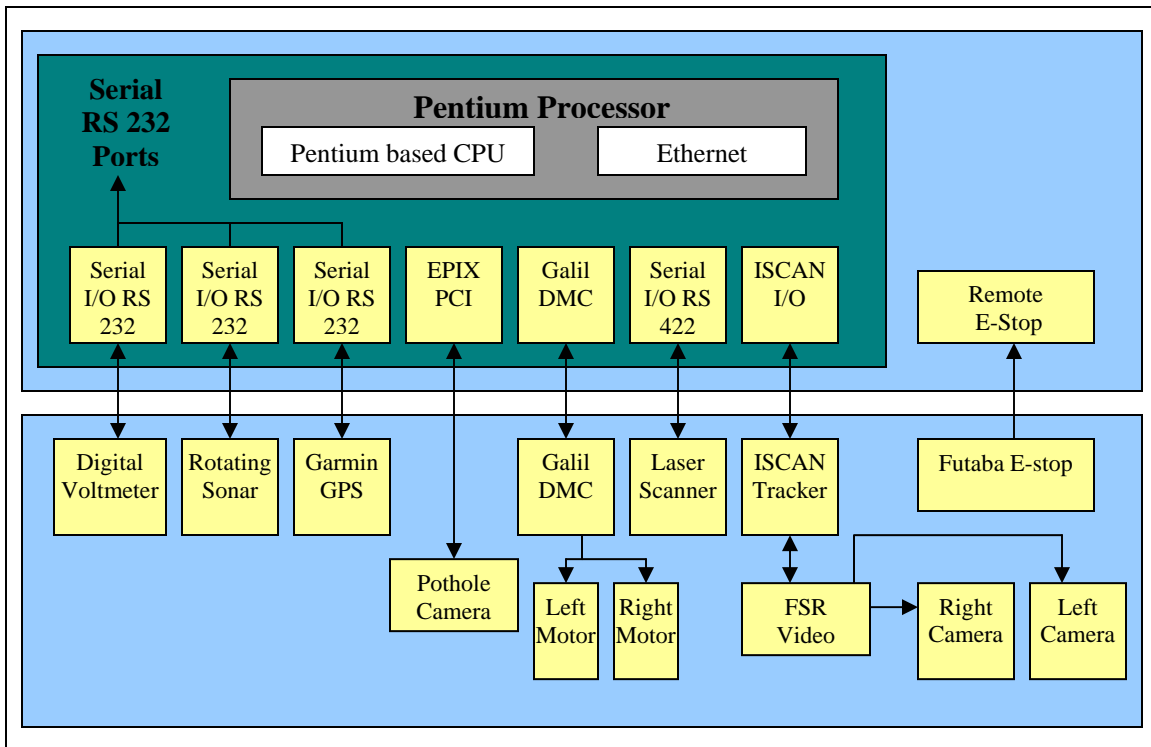 Serial
RS 232
Ports
Pentium Processor
Pentium based CPU
Ethernet
Serial
I/O RS
232
Serial
I/O RS
232
Serial
I/O RS
232
EPIX
PCI
Galil
DMC
Serial
I/O RS
422
ISCAN
I/O
Remote
E-Stop
Digital
Voltmeter
Rotating
Sonar
Garmin
GPS
Galil
DMC
Laser
Scanner
ISCAN
Tracker
Futaba E-stop
Pothole
Camera
Left
Motor
Right
Motor
FSR
Video
Right
Camera
Left
Camera